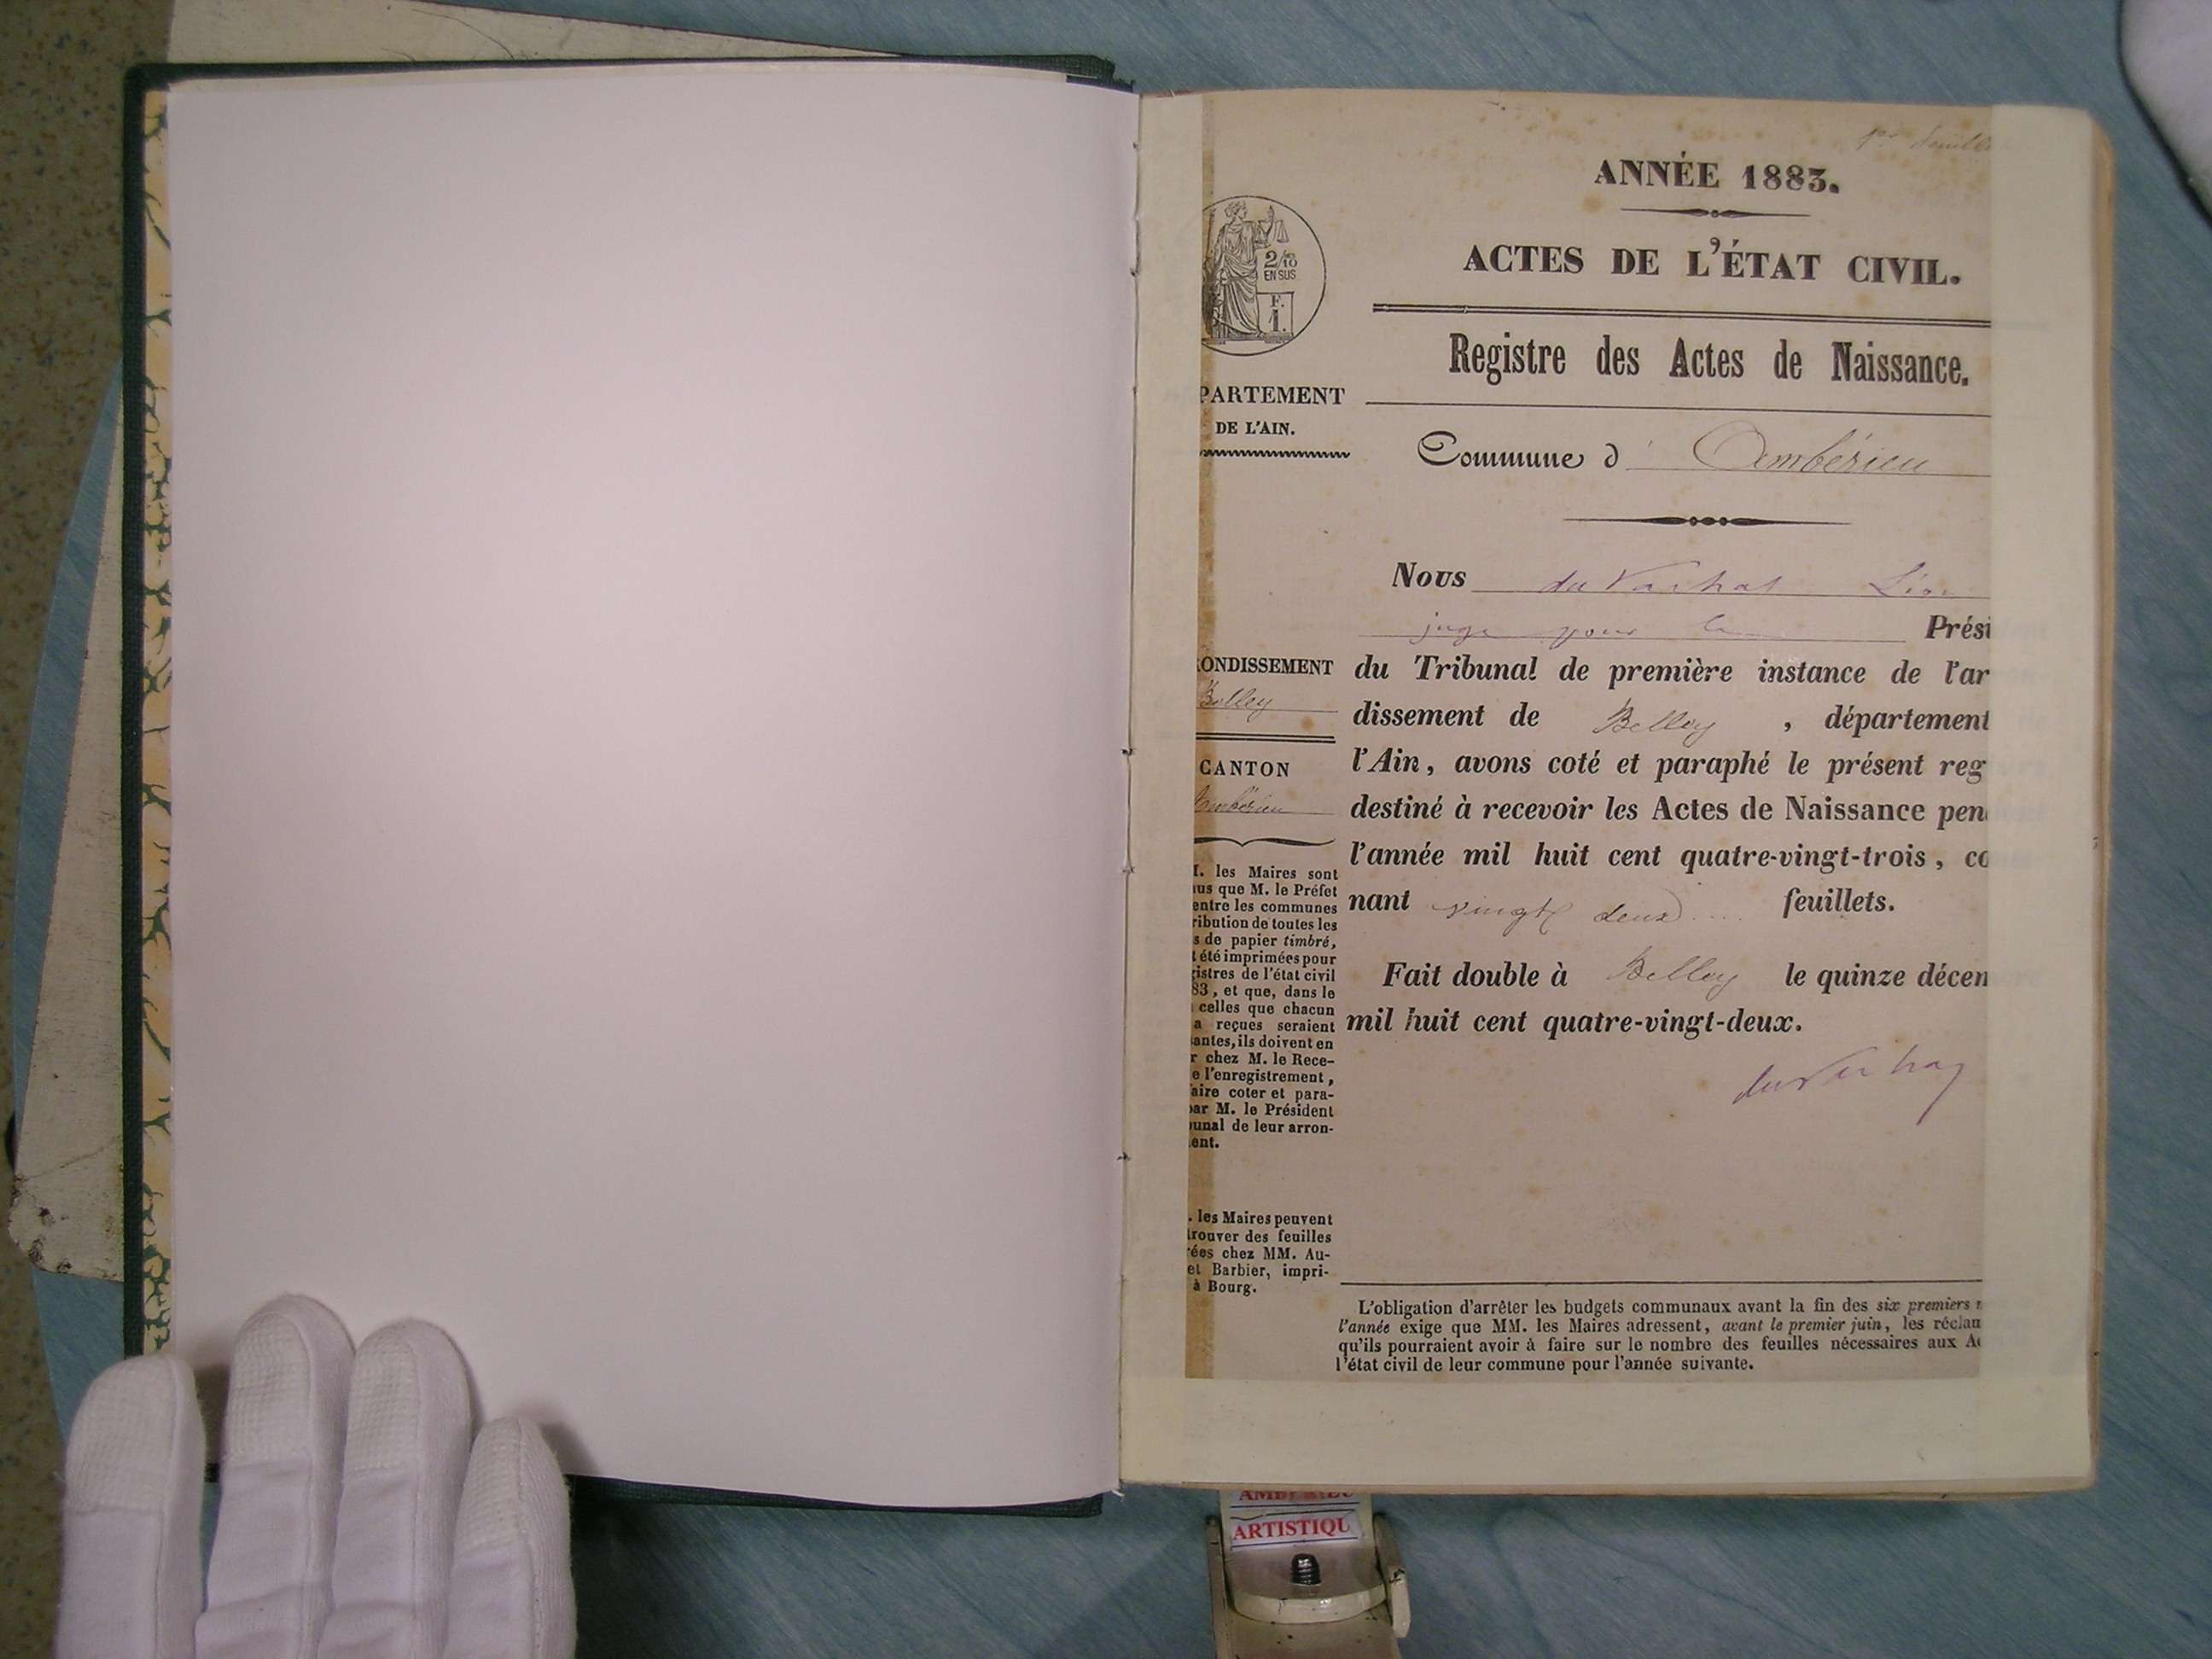 1er feuille
ANNÉE 1883.
ACTES DE L'ÉTAT CIVIL.
2/10
EN SUS
F.
1.
Registre des Actes de Naissance.
PARTEMENT
DE L'AIN.
Commune d' Ambérieu
Nous du Vachat Léon
juge pour le Prési
du Tribunal de première instance de l'ar
dissement de Belley , département
l'Ain, avons coté et paraphé le présent reg
destiné à recevoir les Actes de Naissance pen
l'année mil huit cent quatre-vingt-trois, co
nant vingt deux feuillets.
Fait double à Belley le quinze décem
mil huit cent quatre-vingt-deux.
RONDISSEMENT
Belley
CANTON
Ambérieu
M. les Maires sont
nus que M. le Préfet
entre les communes
ribution de toutes les
s de papier timbré,
t été imprimées pour
gistres de l'état civil
83, et que, dans le
celles que chacun
a reçues seraient
antes, ils doivent en
r chez M. le Rece-
e l'enregistrement,
aire coter et para-
par M. le Président
bunal de leur arron-
ent.
. les Maires peuvent
trouver des feuilles
rées chez MM. Au-
et Barbier, impri-
à Bourg.
L'obligation d'arrêter les budgets communaux avant la fin des six premiers
l'année exige que MM. les Maires adressent, avant le premier juin, les réclam
qu'ils pourraient avoir à faire sur le nombre des feuilles nécessaires aux Ac
l'état civil de leur commune pour l'année suivante.
AMBERIEU
ARTISTIQU